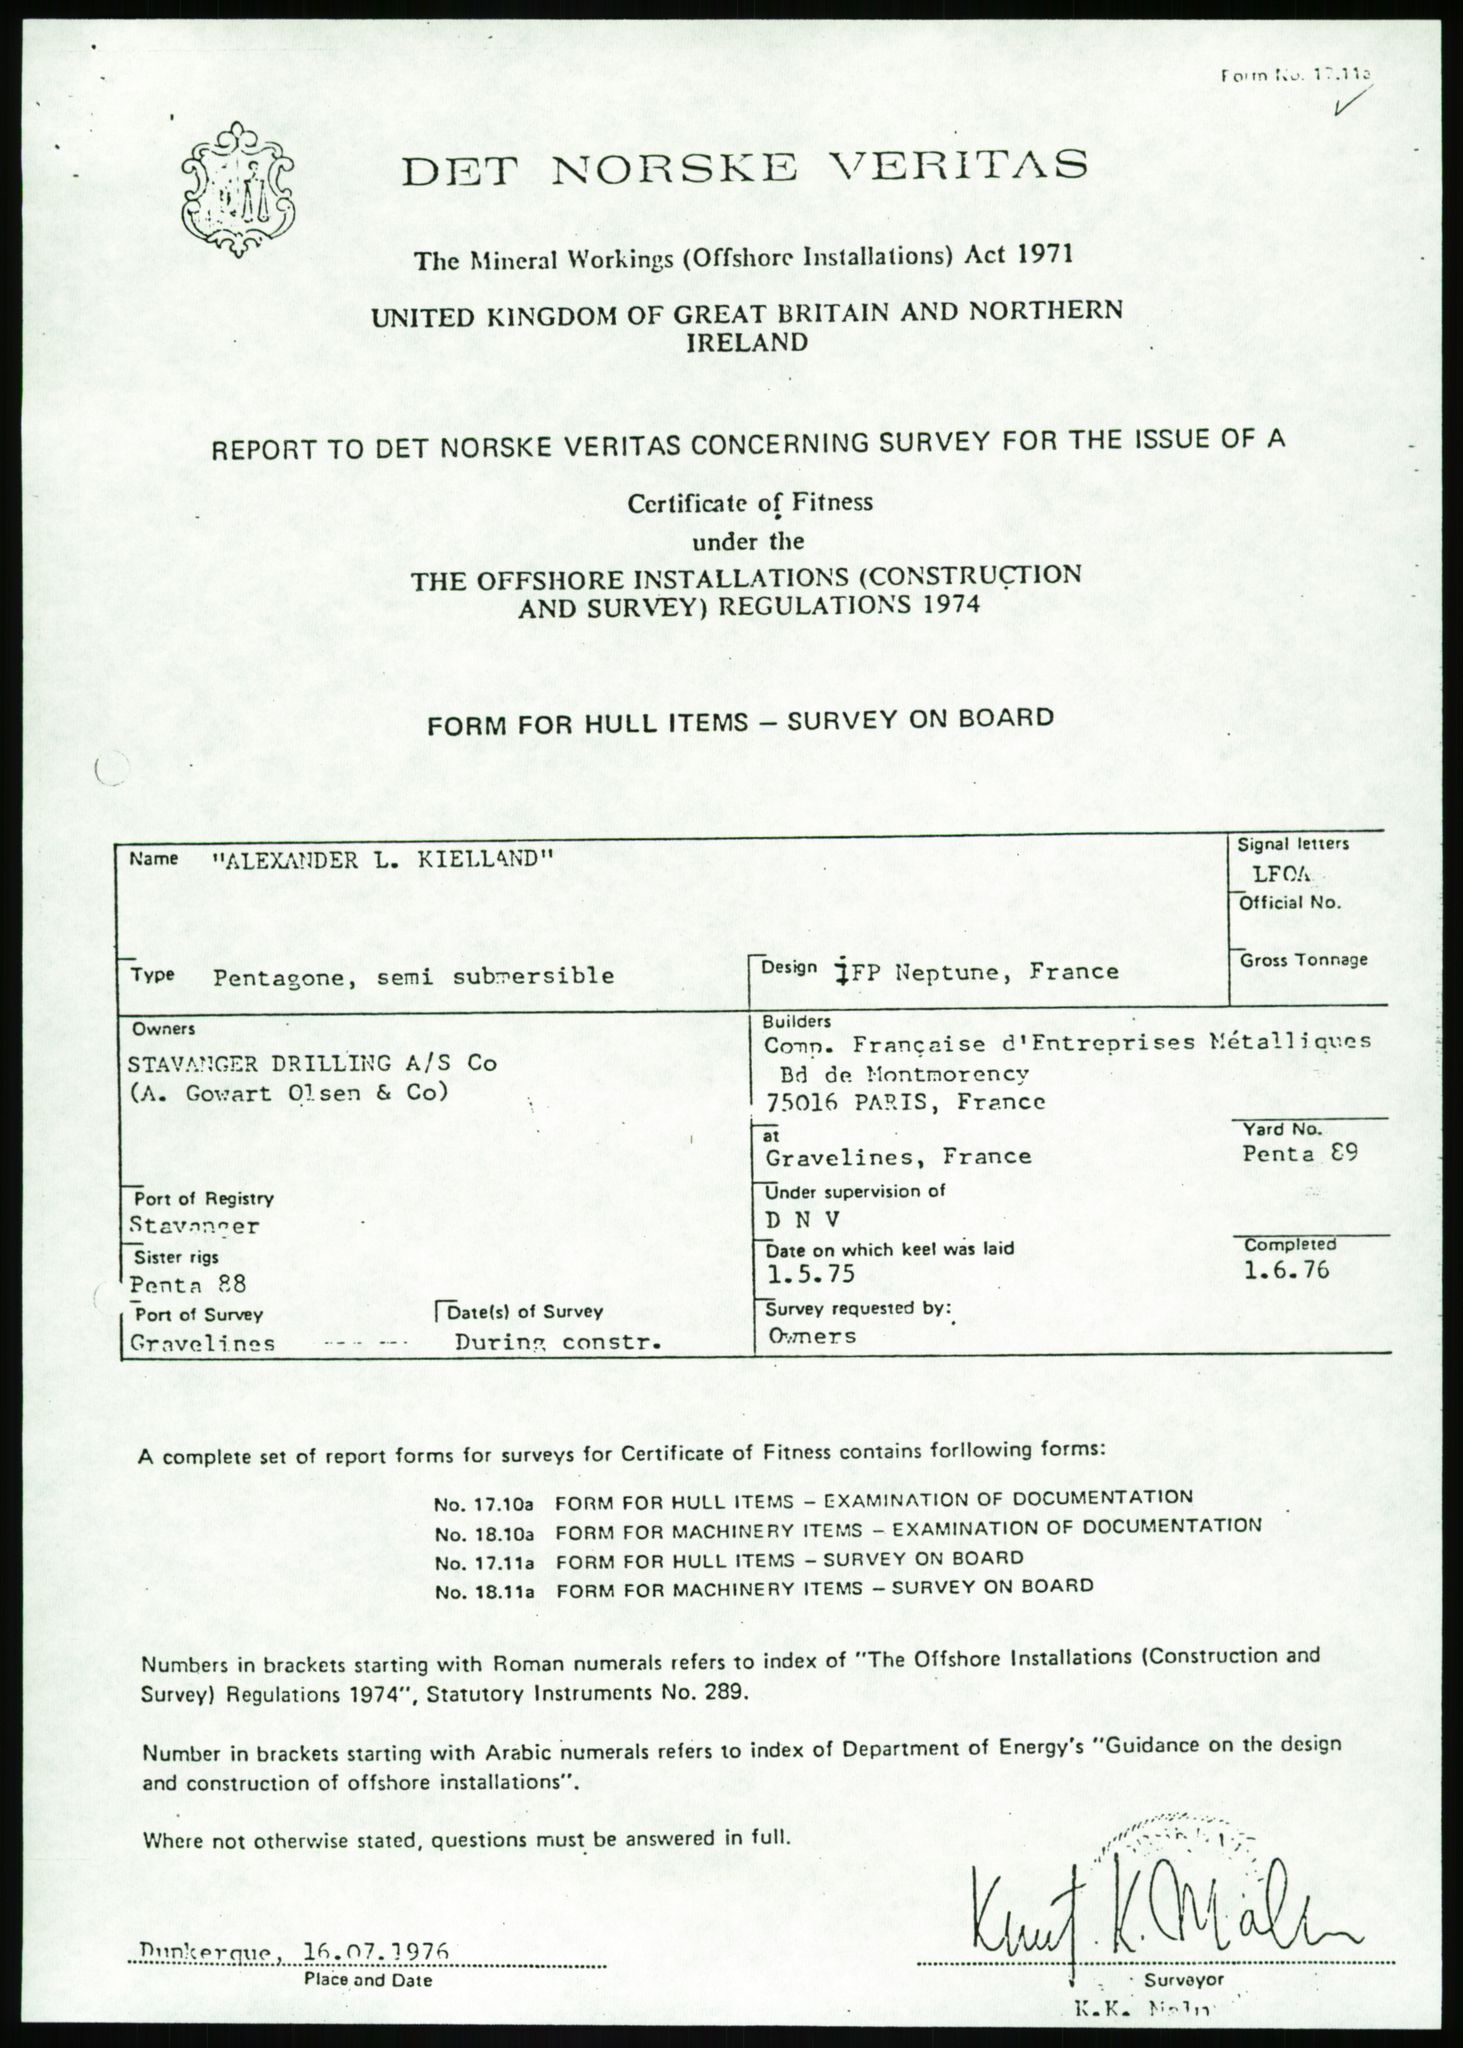 Form No. 17.11a
DET NORSKE VERITAS
The Mineral Workings (Offshore Installations) Act 1971
UNITED KINGDOM OF GREAT BRITAIN AND NORTHERN
IRELAND
REPORT TO DET NORSKE VERITAS CONCERNING SURVEY FOR THE ISSUE OF A
Certificate of Fitness
under the
THE OFFSHORE INSTALLATIONS (CONSTRUCTION
AND SURVEY) REGULATIONS 1974
FORM FOR HULL ITEMS – SURVEY ON BOARD
Name "ALEXANDER L. KIELLAND"
Signal letters
LFOA
Official No.
Type Pentagone, semi submersible
Design IFP Neptune, France
Gross Tonnage
Owners
STAVANGER DRILLING A/S Co
(A. Gowart Olsen & Co)
Builders
Comp. Française d'Entreprises Métalliques
Bd de Montmorency
75016 PARIS, France
at
Gravelines, France
Yard No.
Penta 89
Port of Registry
Stavanger
Under supervision of
D N V
Sister rigs
Penta 88
Date on which keel was laid
1.5.75
Completed
1.6.76
Port of Survey
Gravelines
Date(s) of Survey
During constr.
Survey requested by:
Owners
A complete set of report forms for surveys for Certificate of Fitness contains forllowing forms:
No. 17.10a FORM FOR HULL ITEMS – EXAMINATION OF DOCUMENTATION
No. 18.10a FORM FOR MACHINERY ITEMS – EXAMINATION OF DOCUMENTATION
No. 17.11a FORM FOR HULL ITEMS – SURVEY ON BOARD
No. 18.11a FORM FOR MACHINERY ITEMS – SURVEY ON BOARD
Numbers in brackets starting with Roman numerals refers to index of "The Offshore Installations (Construction and
Survey) Regulations 1974", Statutory Instruments No. 289.
Number in brackets starting with Arabic numerals refers to index of Department of Energy's "Guidance on the design
and construction of offshore installations".
Where not otherwise stated, questions must be answered in full.
Knut. K. Malm
Dunkerque, 16.07.1976
Place and Date
Surveyor
K.K. Malm